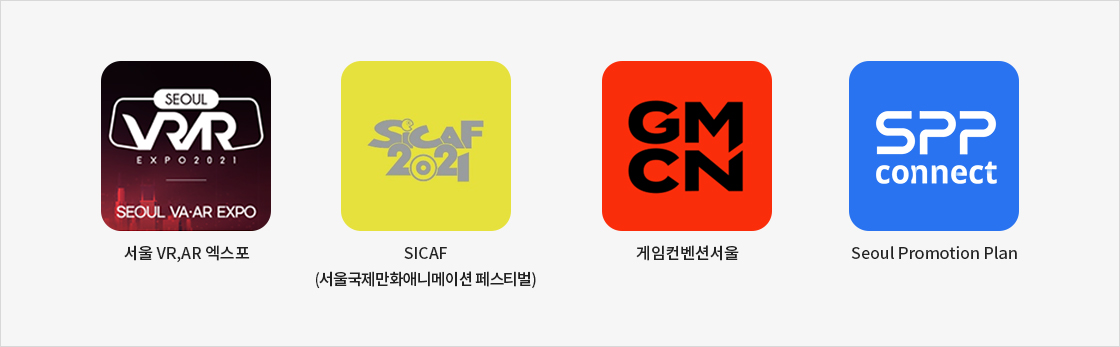 SEOUL
VRAR
EXPO2021
SEOUL VA·AR EXPO
서울 VR,AR 엑스포
SICAF
2021
SICAF
(서울국제만화애니메이션 페스티벌)
GM
CN
게임컨벤션서울
SPP
connect
Seoul Promotion Plan